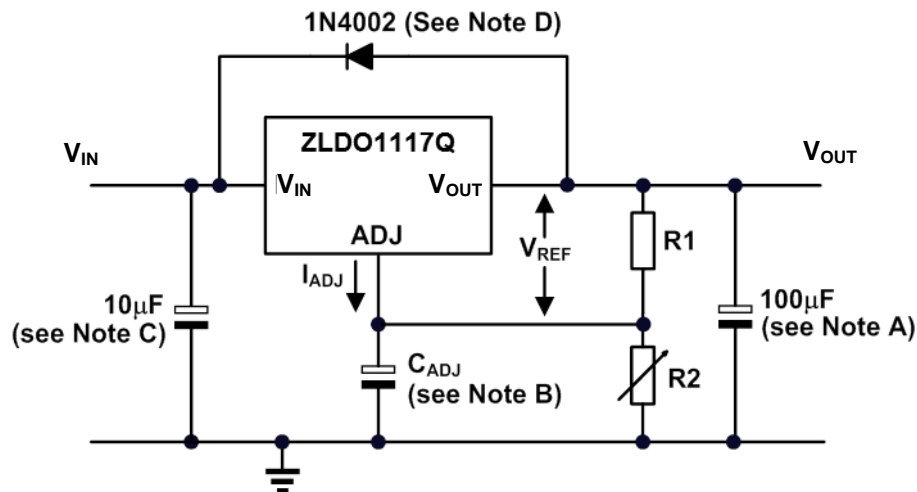 1N4002 (See Note D)
ZLDO1117Q
VIN
VOUT
VIN
VOUT
ADJ
VREF
IADJ
R1
10μF
(see Note C)
100μF
(see Note A)
CADJ
(see Note B)
R2